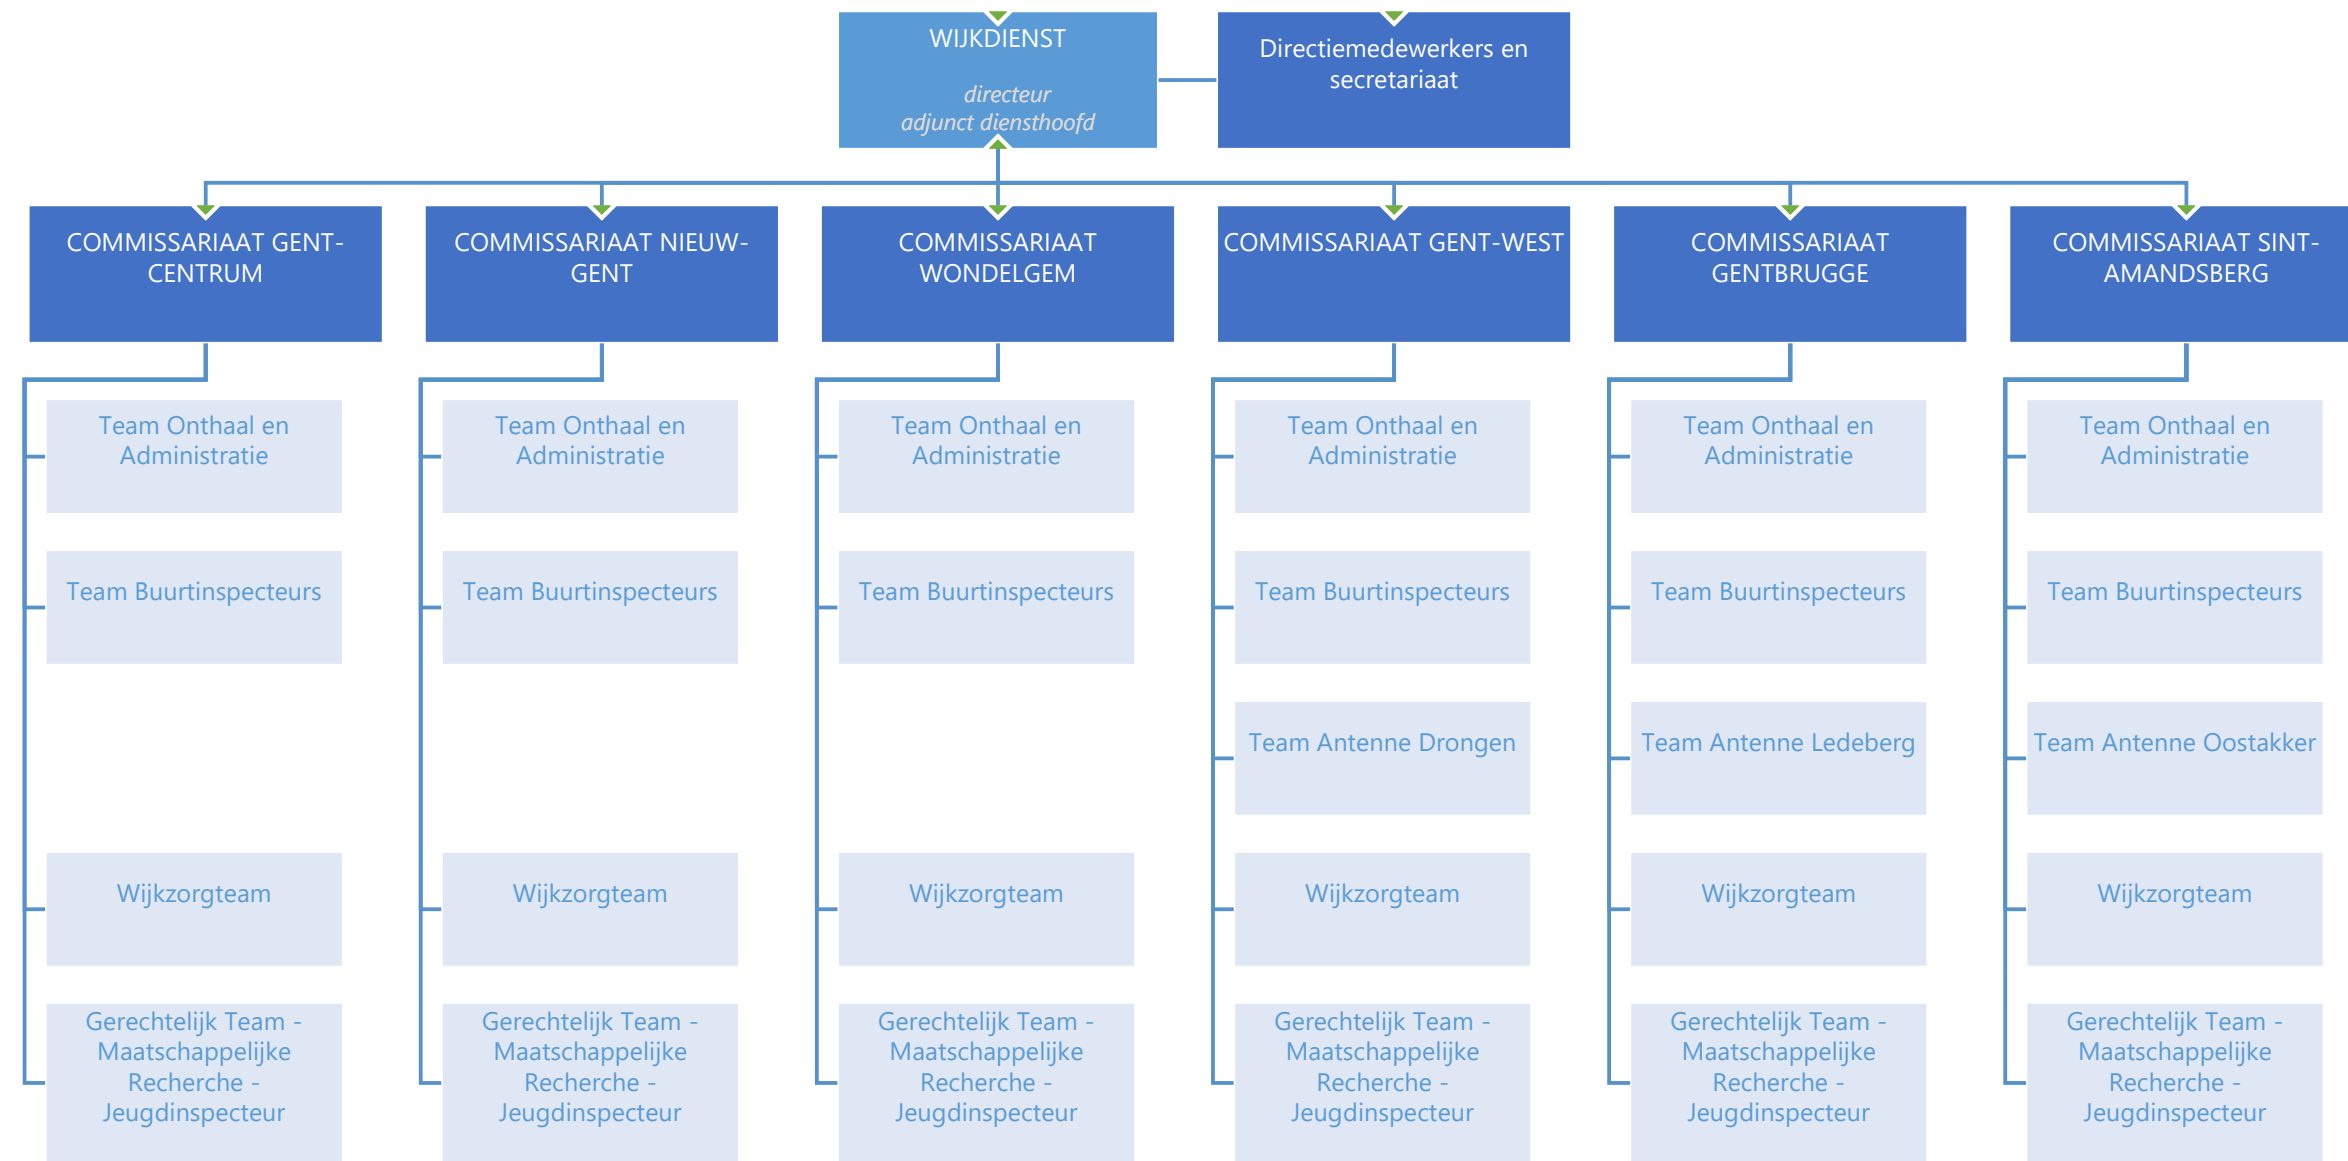 WIJKDIENST
directeur
adjunct diensthoofd
Directiemedewerkers en
secretariaat
COMMISSARIAAT GENT-
CENTRUM
COMMISSARIAAT NIEUW-
GENT
COMMISSARIAAT
WONDELGEM
COMMISSARIAAT GENT-WEST
COMMISSARIAAT
GENTBRUGGE
COMMISSARIAAT SINT-
AMANDSBERG
Team Onthaal en
Administratie
Team Onthaal en
Administratie
Team Onthaal en
Administratie
Team Onthaal en
Administratie
Team Onthaal en
Administratie
Team Onthaal en
Administratie
Team Buurtinspecteurs
Team Buurtinspecteurs
Team Buurtinspecteurs
Team Buurtinspecteurs
Team Buurtinspecteurs
Team Buurtinspecteurs
Team Antenne Drongen
Team Antenne Ledeberg
Team Antenne Oostakker
Wijkzorgteam
Wijkzorgteam
Wijkzorgteam
Wijkzorgteam
Wijkzorgteam
Wijkzorgteam
Gerechtelijk Team -
Maatschappelijke
Recherche -
Jeugdinspecteur
Gerechtelijk Team -
Maatschappelijke
Recherche -
Jeugdinspecteur
Gerechtelijk Team -
Maatschappelijke
Recherche -
Jeugdinspecteur
Gerechtelijk Team -
Maatschappelijke
Recherche -
Jeugdinspecteur
Gerechtelijk Team -
Maatschappelijke
Recherche -
Jeugdinspecteur
Gerechtelijk Team -
Maatschappelijke
Recherche -
Jeugdinspecteur